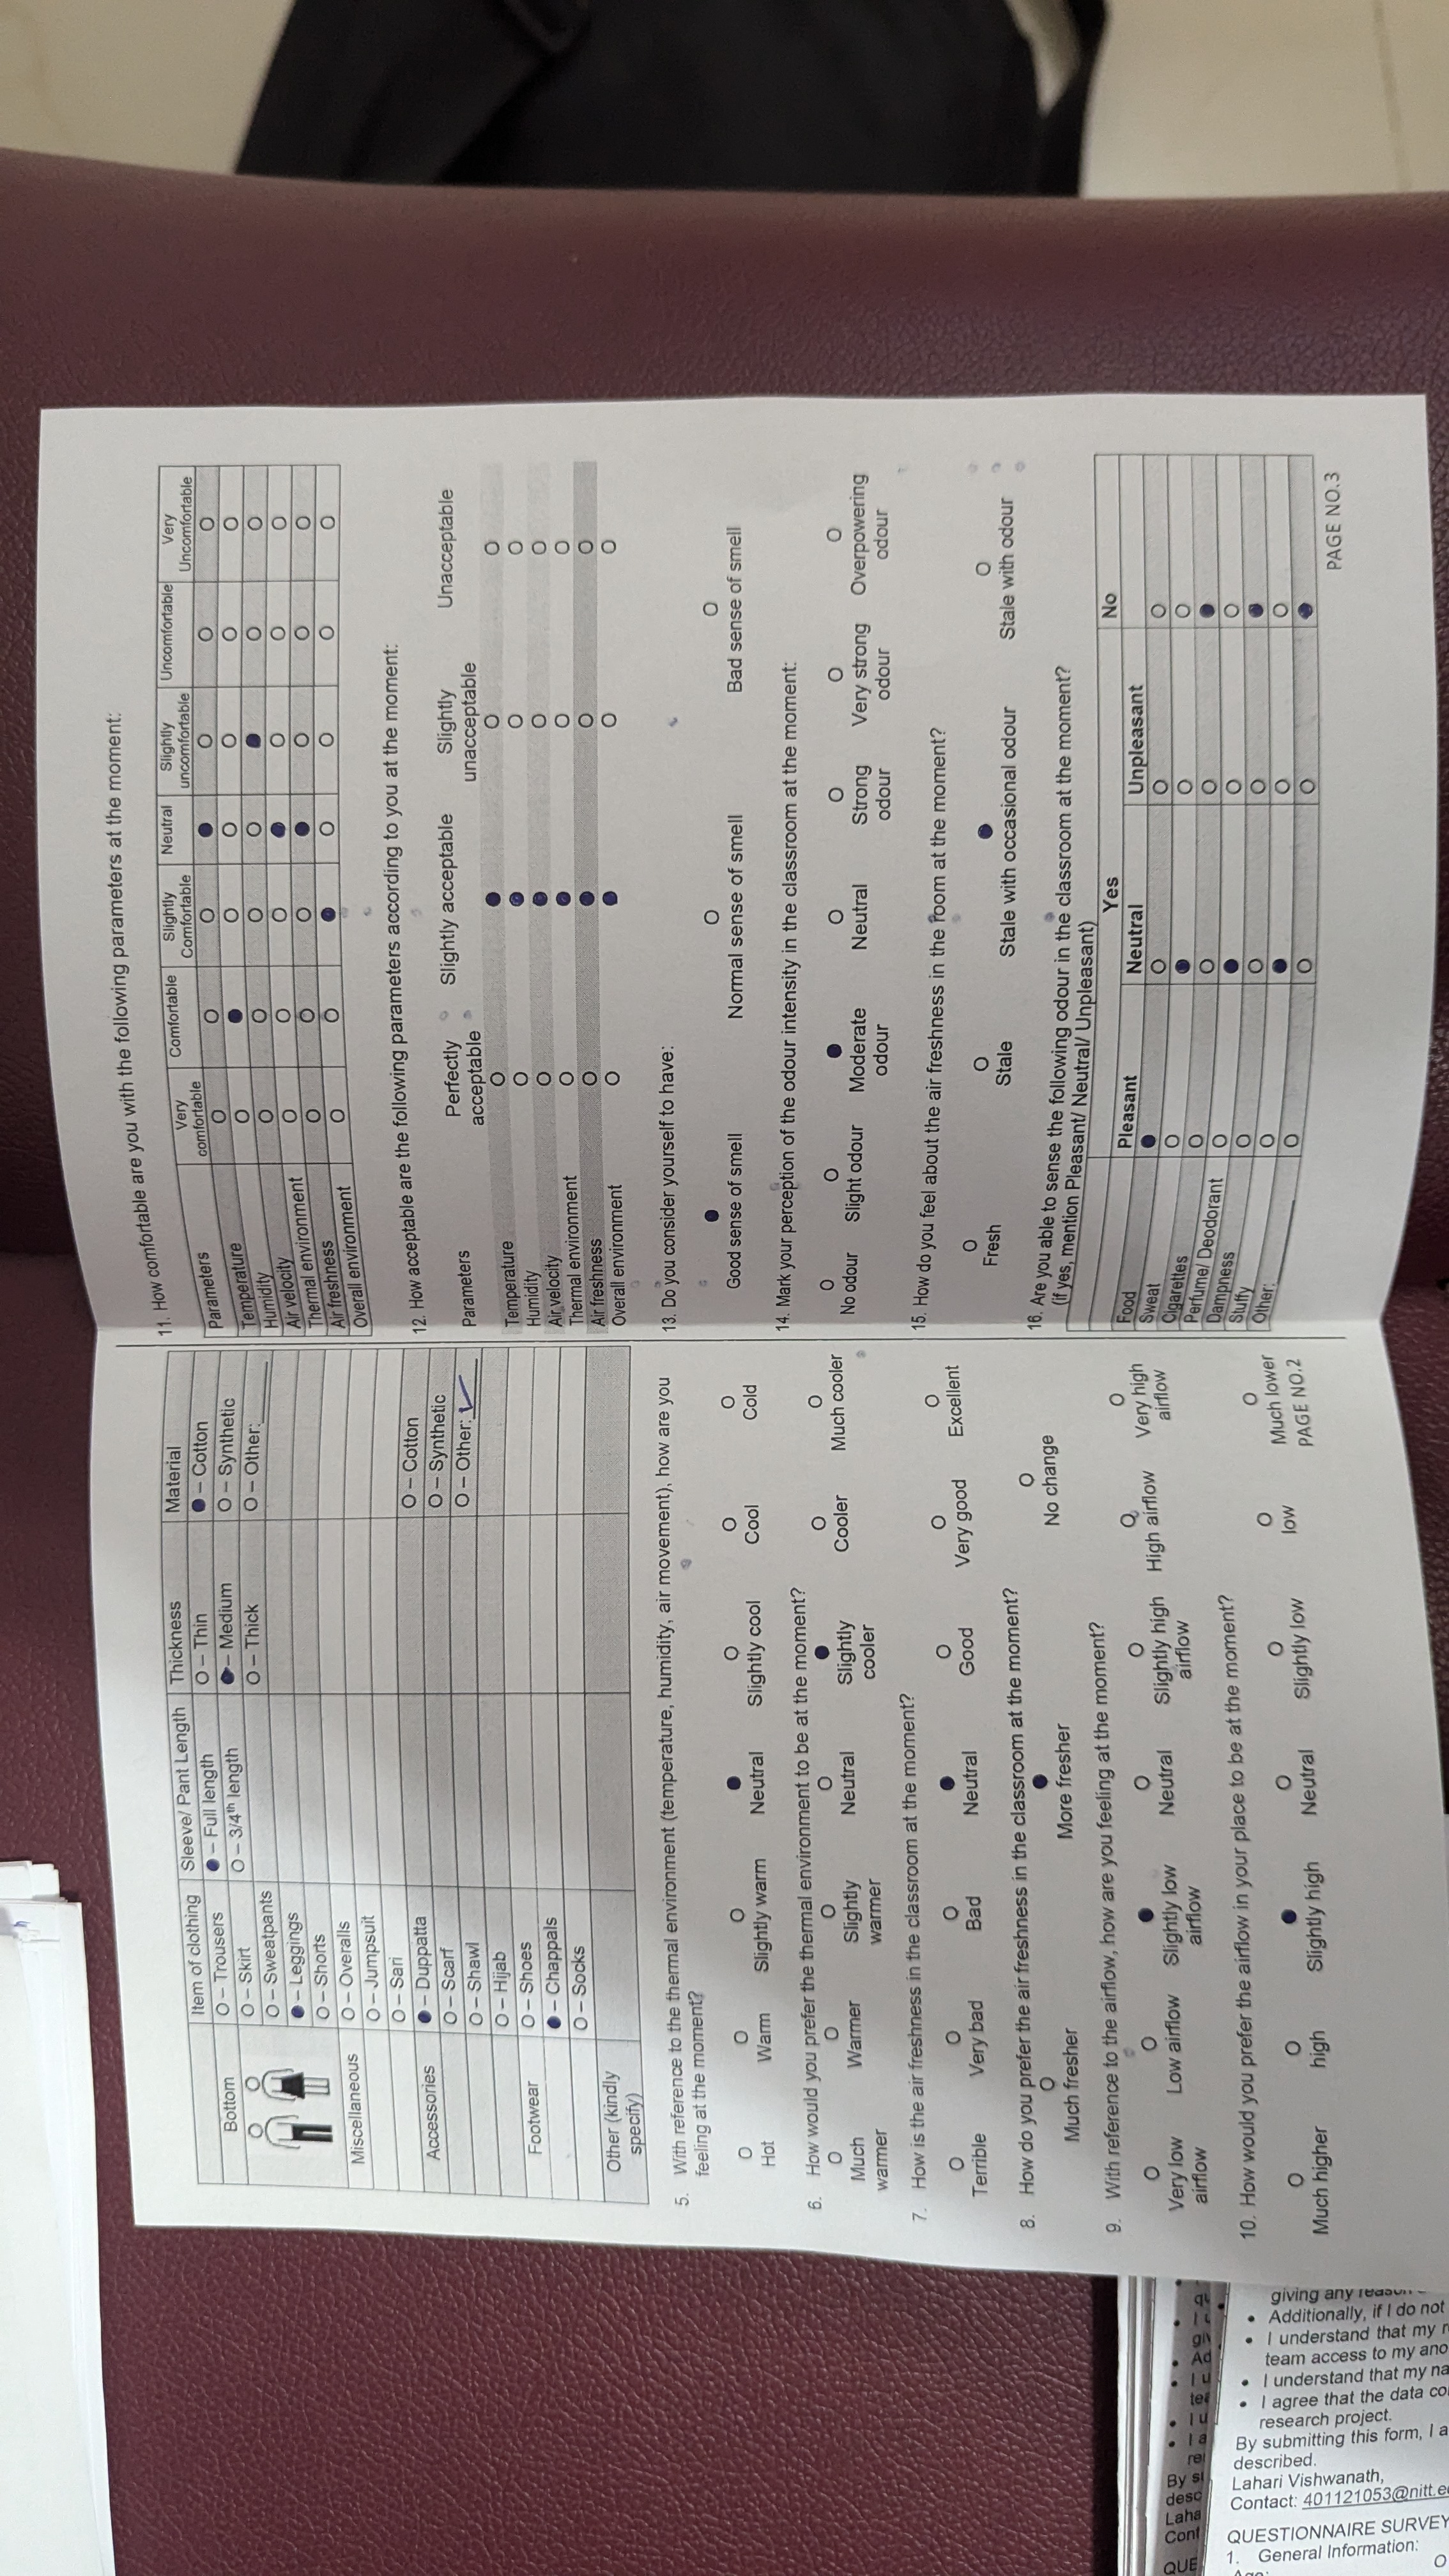 Item of clothing Sleeve/ Pant Length Thickness Material
Bottom
O – Trousers ● – Full length O – Thin ● – Cotton
O – Skirt O – 3/4th length ● – Medium O – Synthetic
O – Sweatpants O – Thick O – Other:
● – Leggings
O – Shorts
Miscellaneous
O – Overalls
O – Jumpsuit
O – Sari
Accessories
● – Duppatta O – Cotton
O – Scarf O – Synthetic
O – Shawl O – Other: ✓
O – Hijab
Footwear
O – Shoes
● – Chappals
O – Socks
Other (kindly
specify)
5. With reference to the thermal environment (temperature, humidity, air movement), how are you
feeling at the moment?
O O O ● O O O
Hot Warm Slightly warm Neutral Slightly cool Cool Cold
6. How would you prefer the thermal environment to be at the moment?
O O O O ● O O
Much Warmer Slightly Neutral Slightly Cooler Much cooler
warmer warmer cooler
7. How is the air freshness in the classroom at the moment?
O O O ● O O O
Terrible Very bad Bad Neutral Good Very good Excellent
8. How do you prefer the air freshness in the classroom at the moment?
O ● O
Much fresher More fresher No change
9. With reference to the airflow, how are you feeling at the moment?
O O ● O O O O
Very low Low airflow Slightly low Neutral Slightly high High airflow Very high
airflow airflow airflow airflow
10. How would you prefer the airflow in your place to be at the moment?
O O ● O O O O
Much higher high Slightly high Neutral Slightly low low Much lower
PAGE NO.2
11. How comfortable are you with the following parameters at the moment:
Parameters Very Comfortable Slightly Neutral Slightly Uncomfortable Very
comfortable Comfortable uncomfortable Uncomfortable
Temperature O O O ● O O O
Humidity O ● O O O O O
Air velocity O O O O ● O O
Thermal environment O O O ● O O O
Air freshness O O O ● O O O
Overall environment O O ● O O O O
12. How acceptable are the following parameters according to you at the moment:
Parameters Perfectly Slightly acceptable Slightly Unacceptable
acceptable unacceptable
Temperature O ● O O
Humidity O ● O O
Air velocity O ● O O
Thermal environment O ● O O
Air freshness O ● O O
Overall environment O ● O O
13. Do you consider yourself to have:
● O O
Good sense of smell Normal sense of smell Bad sense of smell
14. Mark your perception of the odour intensity in the classroom at the moment:
O O ● O O O O
No odour Slight odour Moderate Neutral Strong Very strong Overpowering
odour odour odour odour
15. How do you feel about the air freshness in the room at the moment?
O O ● O
Fresh Stale Stale with occasional odour Stale with odour
16. Are you able to sense the following odour in the classroom at the moment?
(if yes, mention Pleasant/ Neutral/ Unpleasant)
Yes No
Pleasant Neutral Unpleasant
Food ● O O O
Sweat O ● O O
Cigarettes O O O ●
Perfume/ Deodorant O ● O O
Dampness O O O ●
Stuffy O ● O O
Other: O O O ●
PAGE NO.3
giving any reason
• Additionally, if I do not
• I understand that my
team access to my ano
• I understand that my na
• I agree that the data co
research project.
By submitting this form, I a
described.
Lahari Vishwanath,
Contact: 401121053@nitt.e
QUESTIONNAIRE SURVEY
1. General Information: